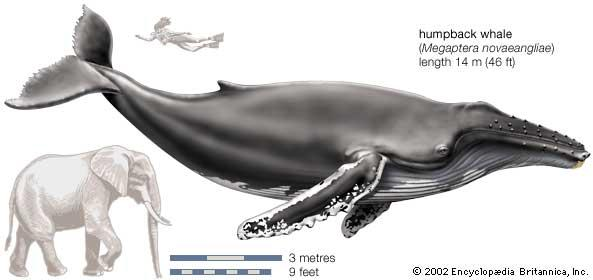 humpback whale
(Megaptera novaeangliae)
length 14 m (46 ft)
3 metres
9 feet
© 2002 Encyclopædia Britannica, Inc.